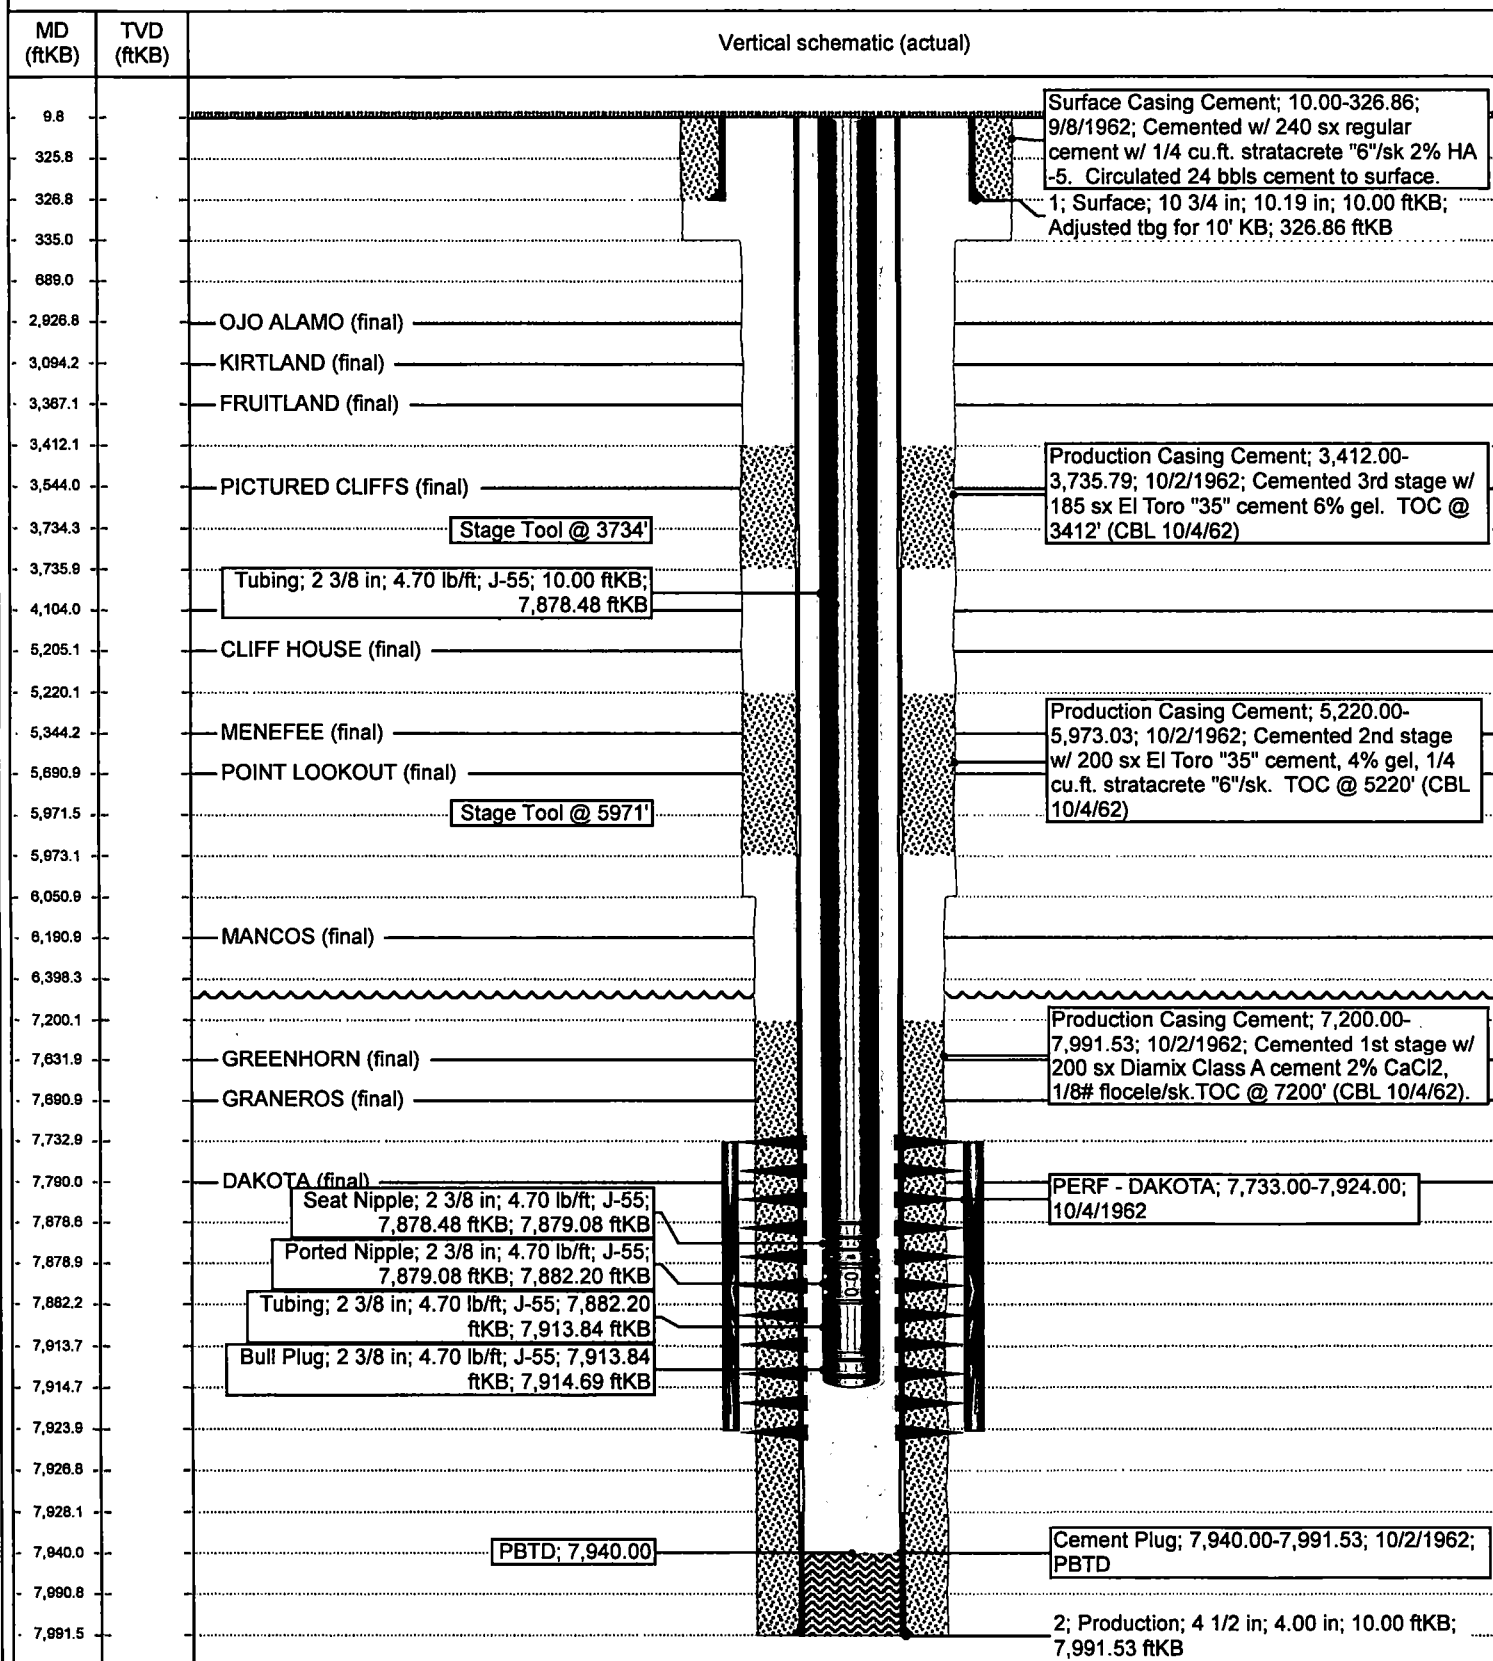 MD
(ftKB)
TVD
(ftKB)
Vertical schematic (actual)
9.8
325.8
326.8
335.0
689.0
2,926.8
3,094.2
3,367.1
3,412.1
3,544.0
3,734.3
3,735.9
4,104.0
5,205.1
5,220.1
5,344.2
5,690.9
5,971.5
5,973.1
6,050.9
6,190.9
6,398.3
7,200.1
7,631.9
7,690.9
7,732.9
7,790.0
7,878.6
7,878.9
7,882.2
7,913.7
7,914.7
7,923.9
7,926.8
7,928.1
7,940.0
7,990.8
7,991.5
OJO ALAMO (final)
KIRTLAND (final)
FRUITLAND (final)
PICTURED CLIFFS (final)
Stage Tool @ 3734'
Tubing; 2 3/8 in; 4.70 lb/ft; J-55; 10.00 ftKB;
7,878.48 ftKB
CLIFF HOUSE (final)
MENEFEE (final)
POINT LOOKOUT (final)
Stage Tool @ 5971'
MANCOS (final)
GREENHORN (final)
GRANEROS (final)
DAKOTA (final)
Seat Nipple; 2 3/8 in; 4.70 lb/ft; J-55;
7,878.48 ftKB; 7,879.08 ftKB
Ported Nipple; 2 3/8 in; 4.70 lb/ft; J-55;
7,879.08 ftKB; 7,882.20 ftKB
Tubing; 2 3/8 in; 4.70 lb/ft; J-55; 7,882.20
ftKB; 7,913.84 ftKB
Bull Plug; 2 3/8 in; 4.70 lb/ft; J-55; 7,913.84
ftKB; 7,914.69 ftKB
PBTD; 7,940.00
Surface Casing Cement; 10.00-326.86;
9/8/1962; Cemented w/ 240 sx regular
cement w/ 1/4 cu.ft. stratacrete "6"/sk 2% HA
-5. Circulated 24 bbls cement to surface.
1; Surface; 10 3/4 in; 10.19 in; 10.00 ftKB;
Adjusted tbg for 10' KB; 326.86 ftKB
Production Casing Cement; 3,412.00-
3,735.79; 10/2/1962; Cemented 3rd stage w/
185 sx El Toro "35" cement 6% gel. TOC @
3412' (CBL 10/4/62)
Production Casing Cement; 5,220.00-
5,973.03; 10/2/1962; Cemented 2nd stage
w/ 200 sx El Toro "35" cement, 4% gel, 1/4
cu.ft. stratacrete "6"/sk. TOC @ 5220' (CBL
10/4/62)
Production Casing Cement; 7,200.00-
7,991.53; 10/2/1962; Cemented 1st stage w/
200 sx Diamix Class A cement 2% CaCl2,
1/8# flocele/sk.TOC @ 7200' (CBL 10/4/62).
PERF - DAKOTA; 7,733.00-7,924.00;
10/4/1962
Cement Plug; 7,940.00-7,991.53; 10/2/1962;
PBTD
2; Production; 4 1/2 in; 4.00 in; 10.00 ftKB;
7,991.53 ftKB